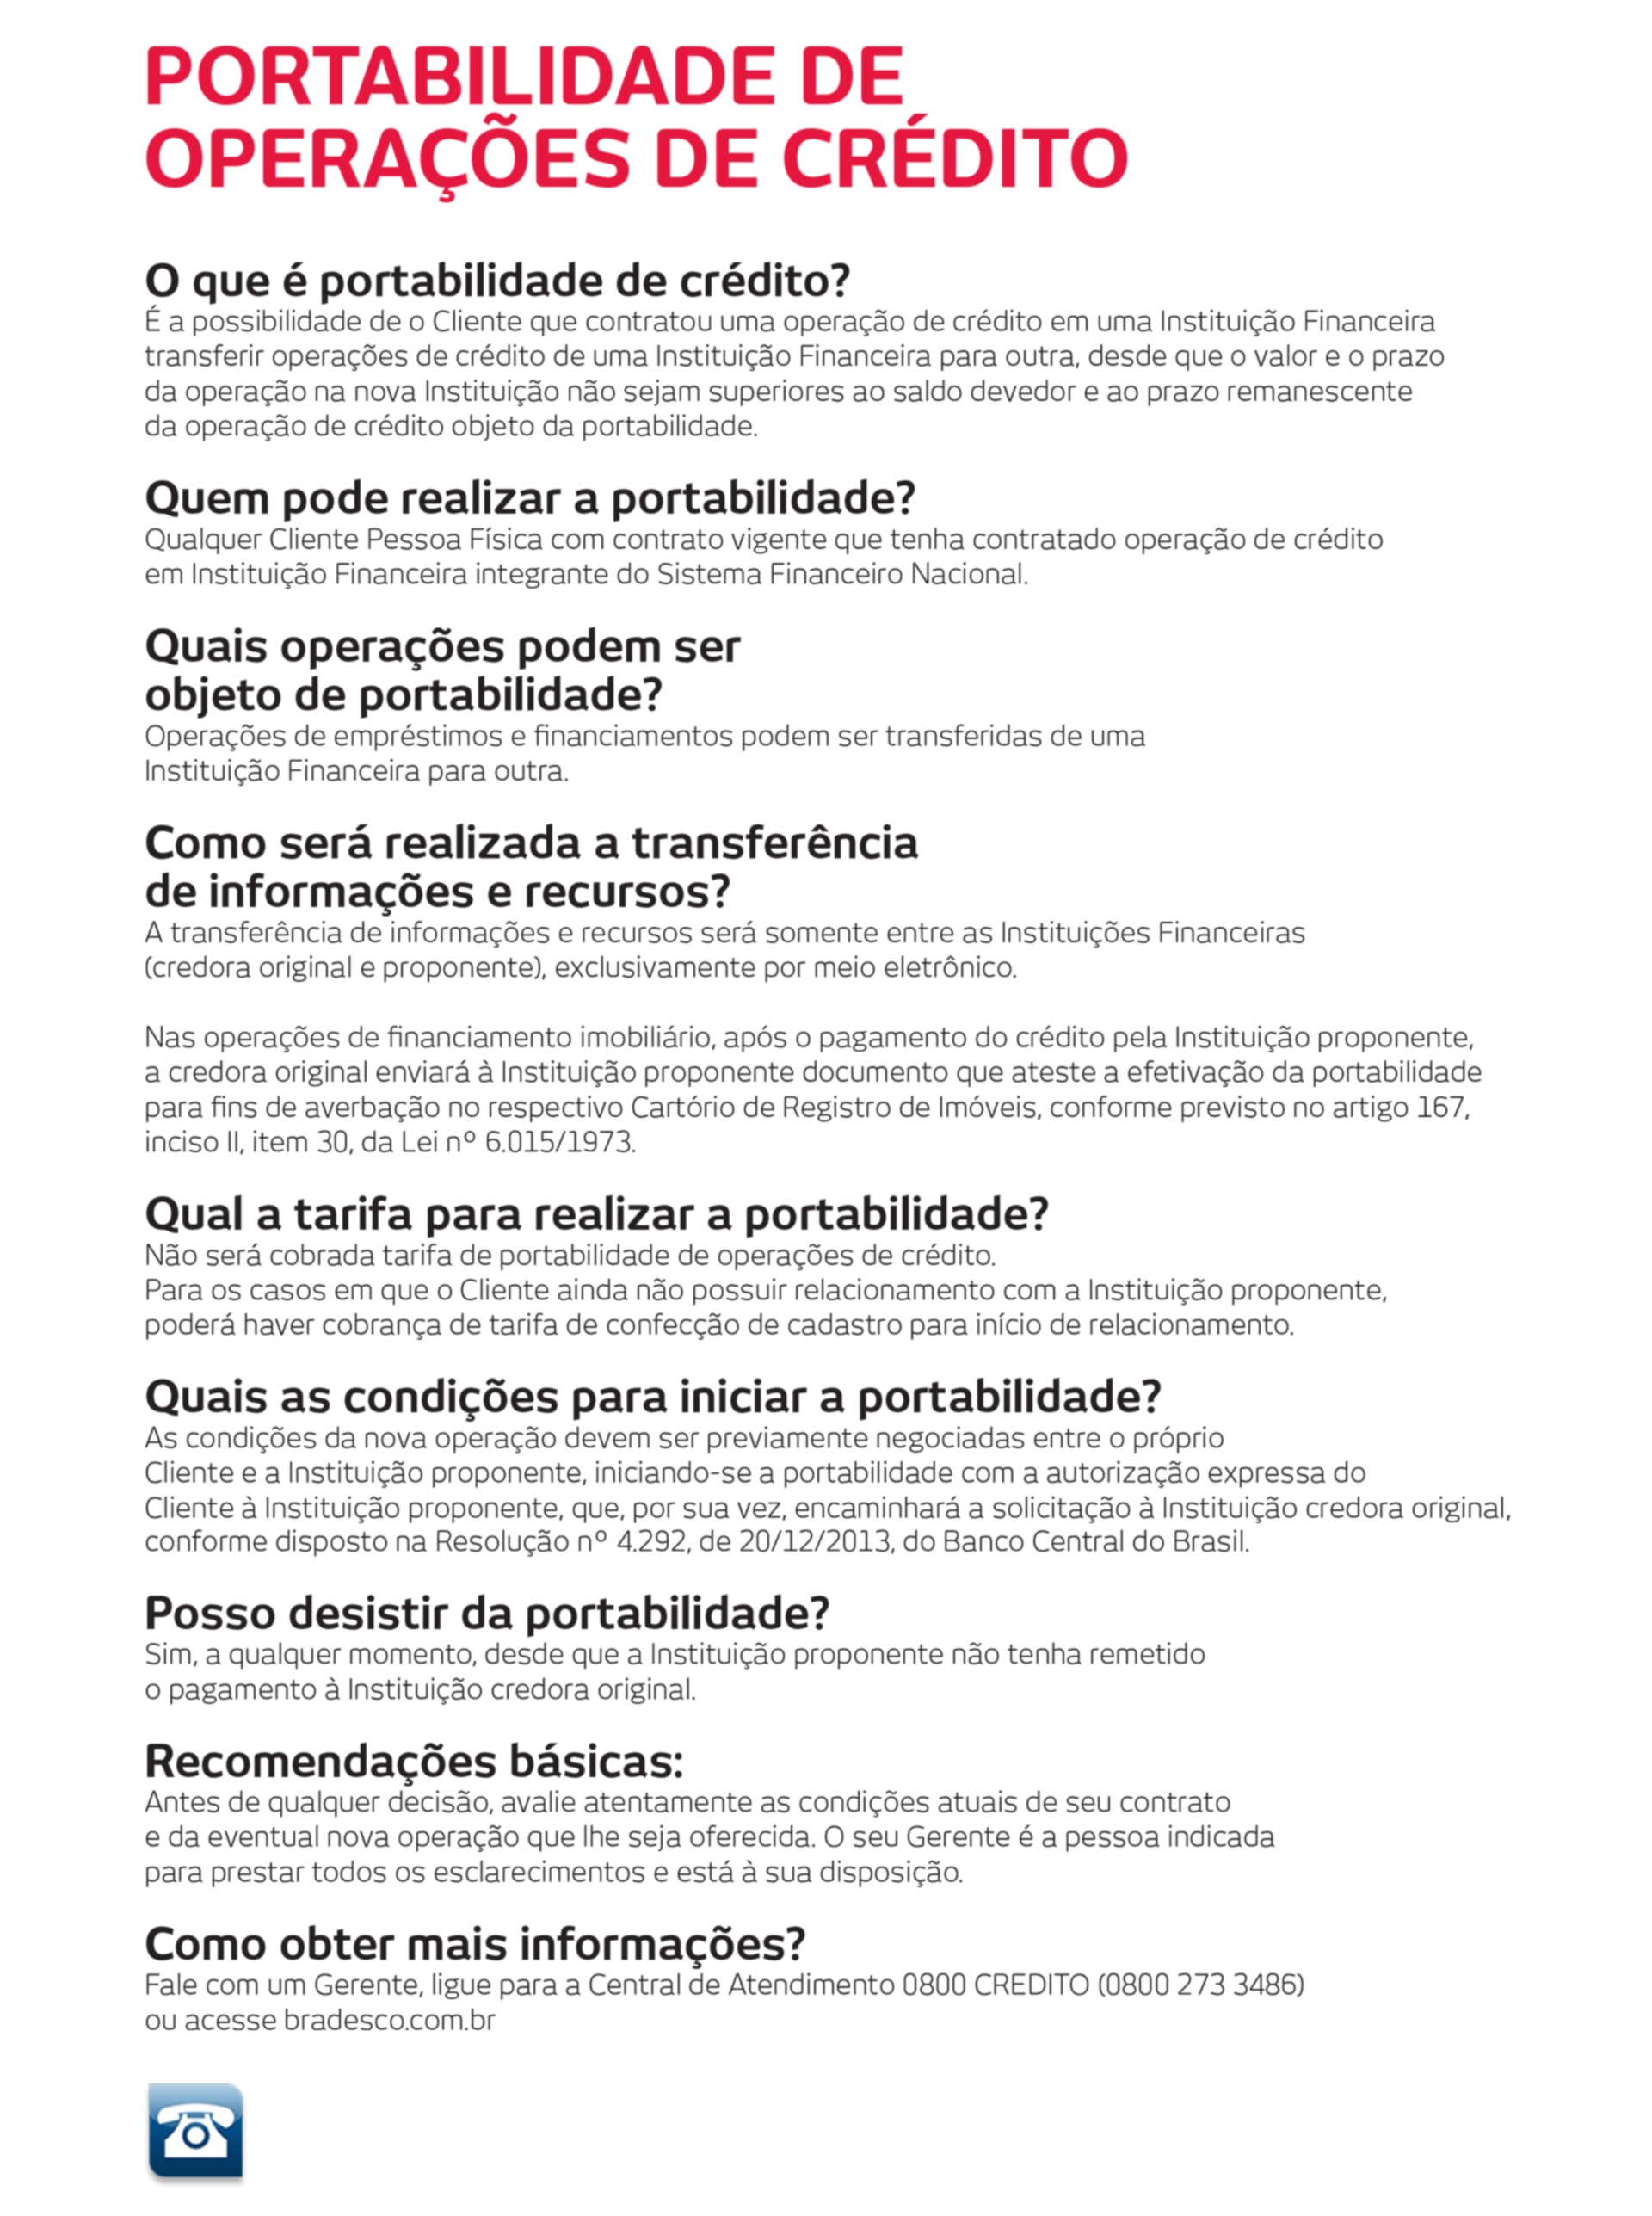 PORTABILIDADE DE
OPERAÇÕES DE CRÉDITO
O que é portabilidade de crédito?
É a possibilidade de o Cliente que contratou uma operação de crédito em uma Instituição Financeira
transferir operações de crédito de uma Instituição Financeira para outra, desde que o valor e o prazo
da operação na nova Instituição não sejam superiores ao saldo devedor e ao prazo remanescente
da operação de crédito objeto da portabilidade.
Quem pode realizar a portabilidade?
Qualquer Cliente Pessoa Física com contrato vigente que tenha contratado operação de crédito
em Instituição Financeira integrante do Sistema Financeiro Nacional.
Quais operações podem ser
objeto de portabilidade?
Operações de empréstimos e financiamentos podem ser transferidas de uma
Instituição Financeira para outra.
Como será realizada a transferência
de informações e recursos?
A transferência de informações e recursos será somente entre as Instituições Financeiras
(credora original e proponente), exclusivamente por meio eletrônico.
Nas operações de financiamento imobiliário, após o pagamento do crédito pela Instituição proponente,
a credora original enviará à Instituição proponente documento que ateste a efetivação da portabilidade
para fins de averbação no respectivo Cartório de Registro de Imóveis, conforme previsto no artigo 167,
inciso II, item 30, da Lei nº 6.015/1973.
Qual a tarifa para realizar a portabilidade?
Não será cobrada tarifa de portabilidade de operações de crédito.
Para os casos em que o Cliente ainda não possuir relacionamento com a Instituição proponente,
poderá haver cobrança de tarifa de confecção de cadastro para início de relacionamento.
Quais as condições para iniciar a portabilidade?
As condições da nova operação devem ser previamente negociadas entre o próprio
Cliente e a Instituição proponente, iniciando-se a portabilidade com a autorização expressa do
Cliente à Instituição proponente, que, por sua vez, encaminhará a solicitação à Instituição credora original,
conforme disposto na Resolução nº 4.292, de 20/12/2013, do Banco Central do Brasil.
Posso desistir da portabilidade?
Sim, a qualquer momento, desde que a Instituição proponente não tenha remetido
o pagamento à Instituição credora original.
Recomendações básicas:
Antes de qualquer decisão, avalie atentamente as condições atuais de seu contrato
e da eventual nova operação que lhe seja oferecida. O seu Gerente é a pessoa indicada
para prestar todos os esclarecimentos e está à sua disposição.
Como obter mais informações?
Fale com um Gerente, ligue para a Central de Atendimento 0800 CREDITO (0800 273 3486)
ou acesse bradesco.com.br